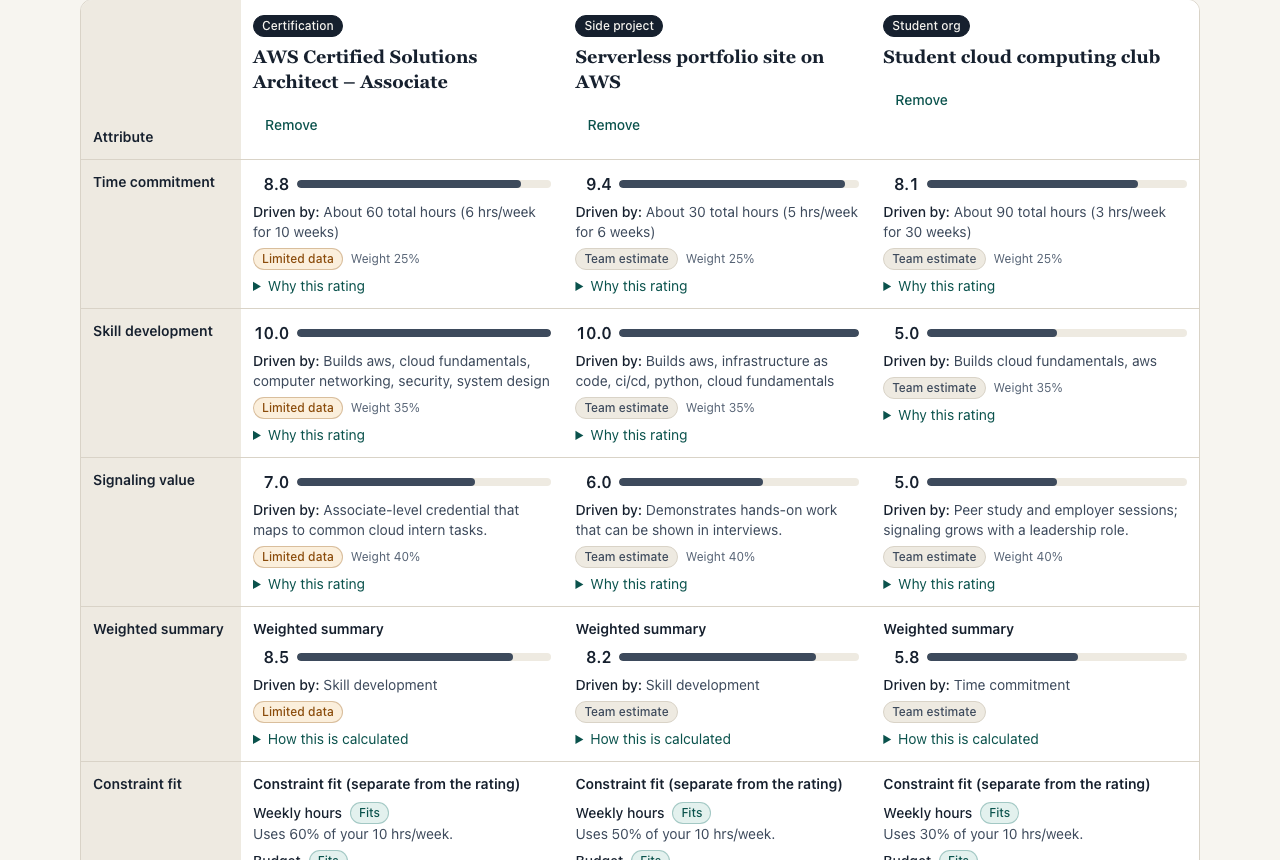 Certification
AWS Certified Solutions
Architect – Associate
Remove
Side project
Serverless portfolio site on
AWS
Remove
Student org
Student cloud computing club
Remove
Attribute
Time commitment
8.8
Driven by: About 60 total hours (6 hrs/week
for 10 weeks)
Limited data Weight 25%
▶ Why this rating
9.4
Driven by: About 30 total hours (5 hrs/week
for 6 weeks)
Team estimate Weight 25%
▶ Why this rating
8.1
Driven by: About 90 total hours (3 hrs/week
for 30 weeks)
Team estimate Weight 25%
▶ Why this rating
Skill development
10.0
Driven by: Builds aws, cloud fundamentals,
computer networking, security, system design
Limited data Weight 35%
▶ Why this rating
10.0
Driven by: Builds aws, infrastructure as
code, ci/cd, python, cloud fundamentals
Team estimate Weight 35%
▶ Why this rating
5.0
Driven by: Builds cloud fundamentals, aws
Team estimate Weight 35%
▶ Why this rating
Signaling value
7.0
Driven by: Associate-level credential that
maps to common cloud intern tasks.
Limited data Weight 40%
▶ Why this rating
6.0
Driven by: Demonstrates hands-on work
that can be shown in interviews.
Team estimate Weight 40%
▶ Why this rating
5.0
Driven by: Peer study and employer sessions;
signaling grows with a leadership role.
Team estimate Weight 40%
▶ Why this rating
Weighted summary
Weighted summary
8.5
Driven by: Skill development
Limited data
▶ How this is calculated
Weighted summary
8.2
Driven by: Skill development
Team estimate
▶ How this is calculated
Weighted summary
5.8
Driven by: Time commitment
Team estimate
▶ How this is calculated
Constraint fit
Constraint fit (separate from the rating)
Weekly hours Fits
Uses 60% of your 10 hrs/week.
Budget Fits
Constraint fit (separate from the rating)
Weekly hours Fits
Uses 50% of your 10 hrs/week.
Budget Fits
Constraint fit (separate from the rating)
Weekly hours Fits
Uses 30% of your 10 hrs/week.
Budget Fits